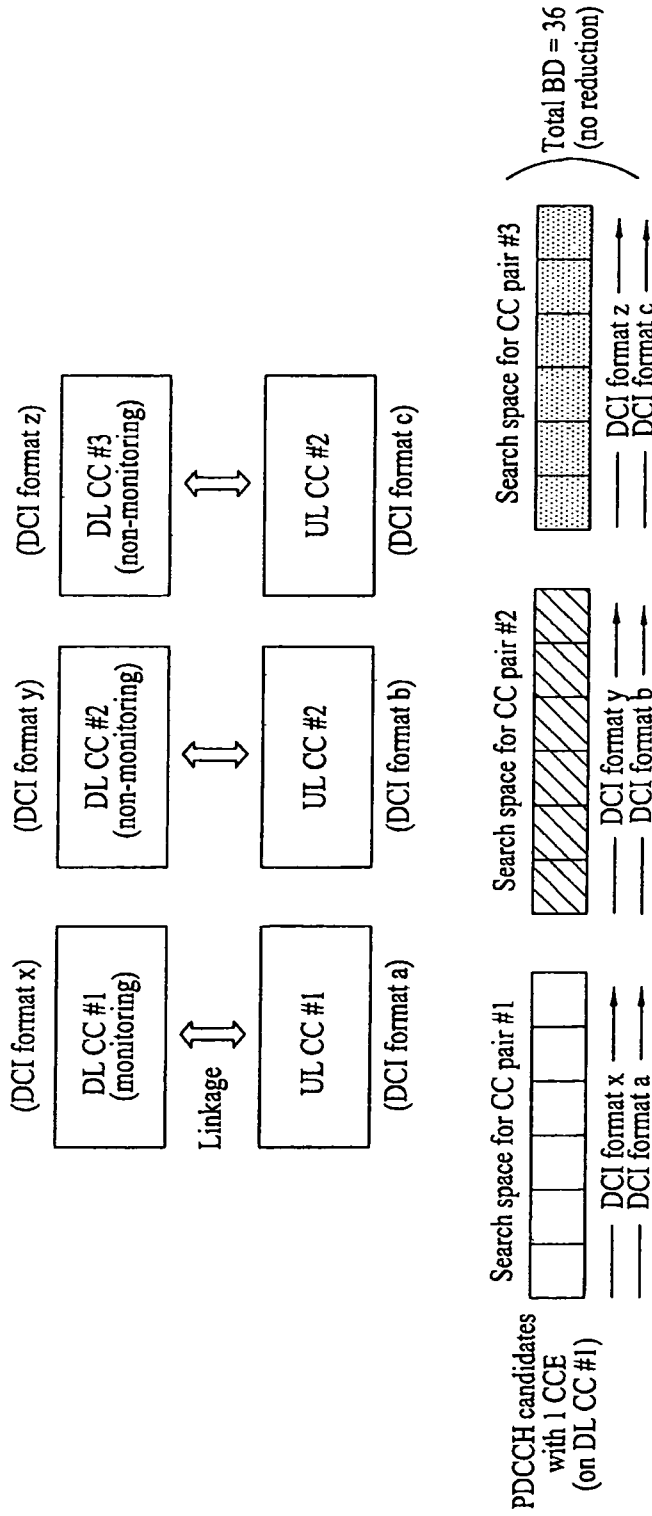 (DCI format x)
DL CC #1
(monitoring)
Linkage
UL CC #1
(DCI format a)
(DCI format y)
DL CC #2
(non-monitoring)
UL CC #2
(DCI format b)
(DCI format z)
DL CC #3
(non-monitoring)
UL CC #2
(DCI format c)
PDCCH candidates
with 1 CCE
(on DL CC #1)
Search space for CC pair #1
DCI format x
DCI format a
Search space for CC pair #2
DCI format y
DCI format b
Search space for CC pair #3
DCI format z
DCI format c
Total BD = 36
(no reduction)